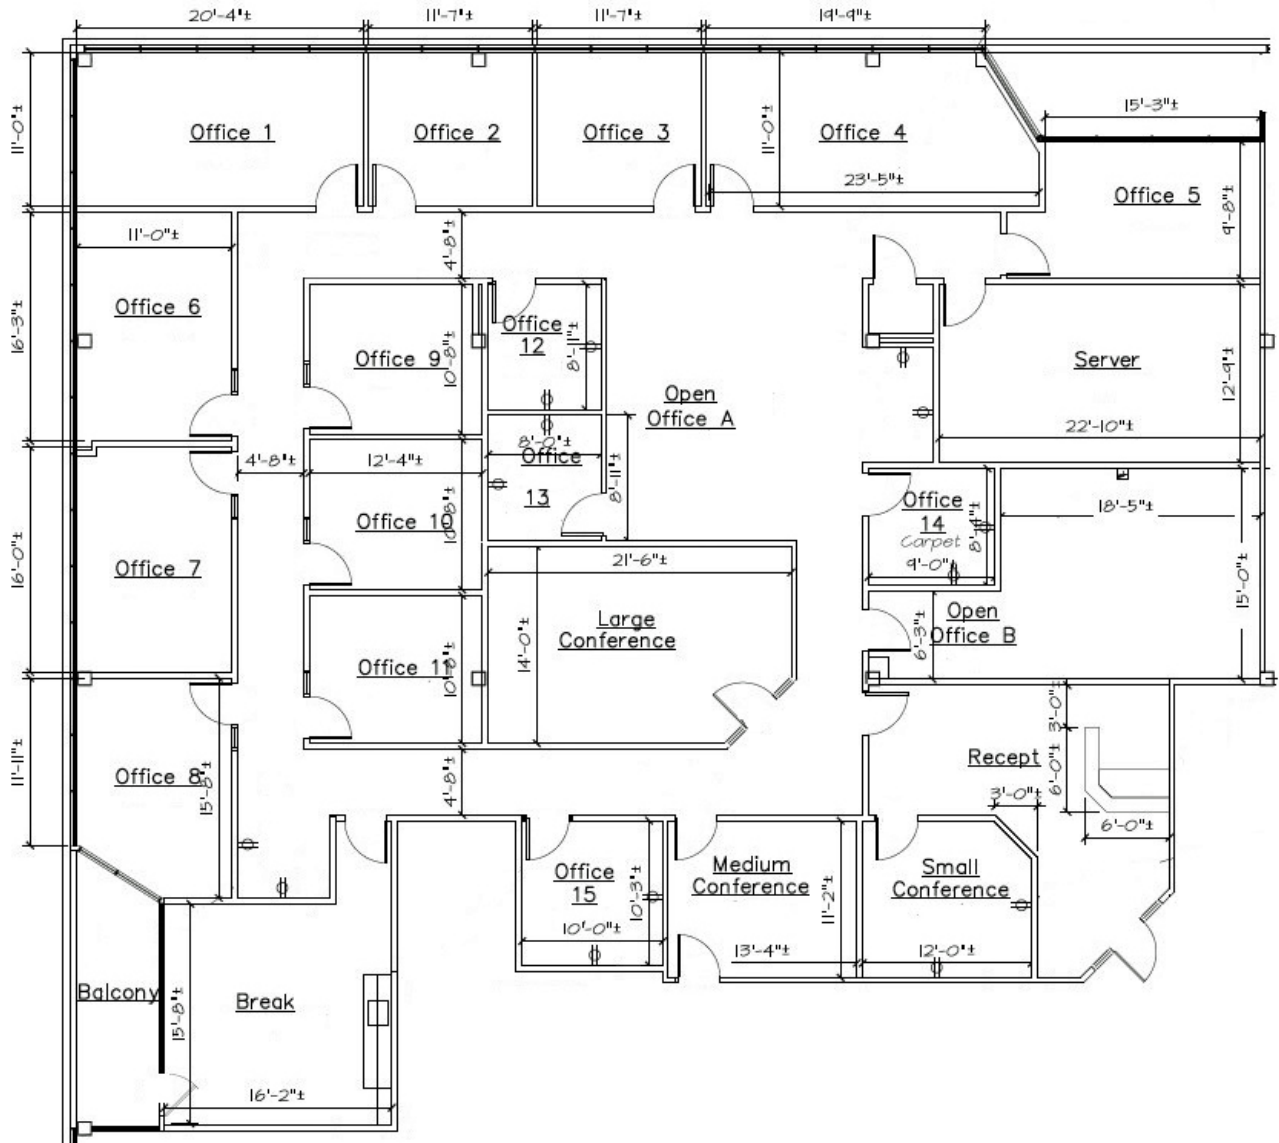 20'-4"±
11'-7"±
11'-7"±
19'-9"±
15'-3"±
11'-0"±
Office 1
Office 2
Office 3
11'-0"±
Office 4
23'-5"±
Office 5
9'-8"±
11'-0"±
4'-8"±
16'-3"±
Office 6
Office 9
10'-8"±
Office
12
8'-11"±
Open
Office A
Server
12'-9"±
22'-10"±
4'-8"±
12'-4"±
8'-0"±
Office
13
8'-11"±
Office 10
10'-8"±
Office
14
Carpet
8'-4"±
9'-0"±
18'-5"±
15'-0"±
16'-0"±
Office 7
21'-6"±
14'-0"±
Large
Conference
Open
Office B
6'-3"±
Office 11
10'-8"±
11'-11"±
Office 8
15'-8"±
4'-8"±
Recept
3'-0"±
6'-0"±
3'-0"±
6'-0"±
Office
15
10'-3"±
10'-0"±
Medium
Conference
11'-2"±
13'-4"±
Small
Conference
12'-0"±
Balcony
15'-8"±
Break
16'-2"±